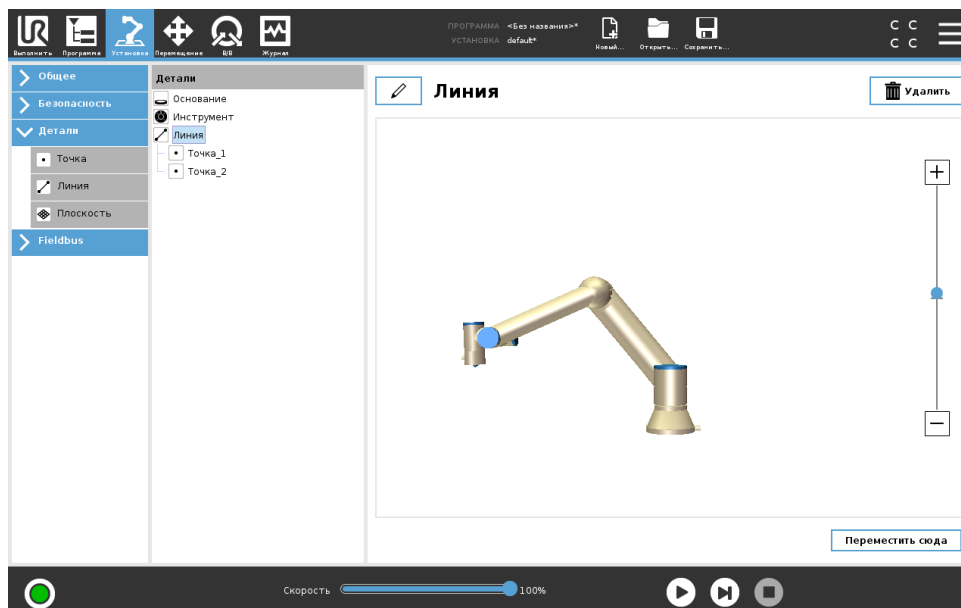 UR
Выполнить
Программа
Установка
Перемещение
В/В
Журнал
ПРОГРАММА <Без названия>*
УСТАНОВКА default*
Новый...
Открыть...
Сохранить...
C C
C C
Общее
Безопасность
Детали
Точка
Линия
Плоскость
Fieldbus
Детали
Основание
Инструмент
Линия
Точка_1
Точка_2
Линия
Удалить
Переместить сюда
Скорость
100%